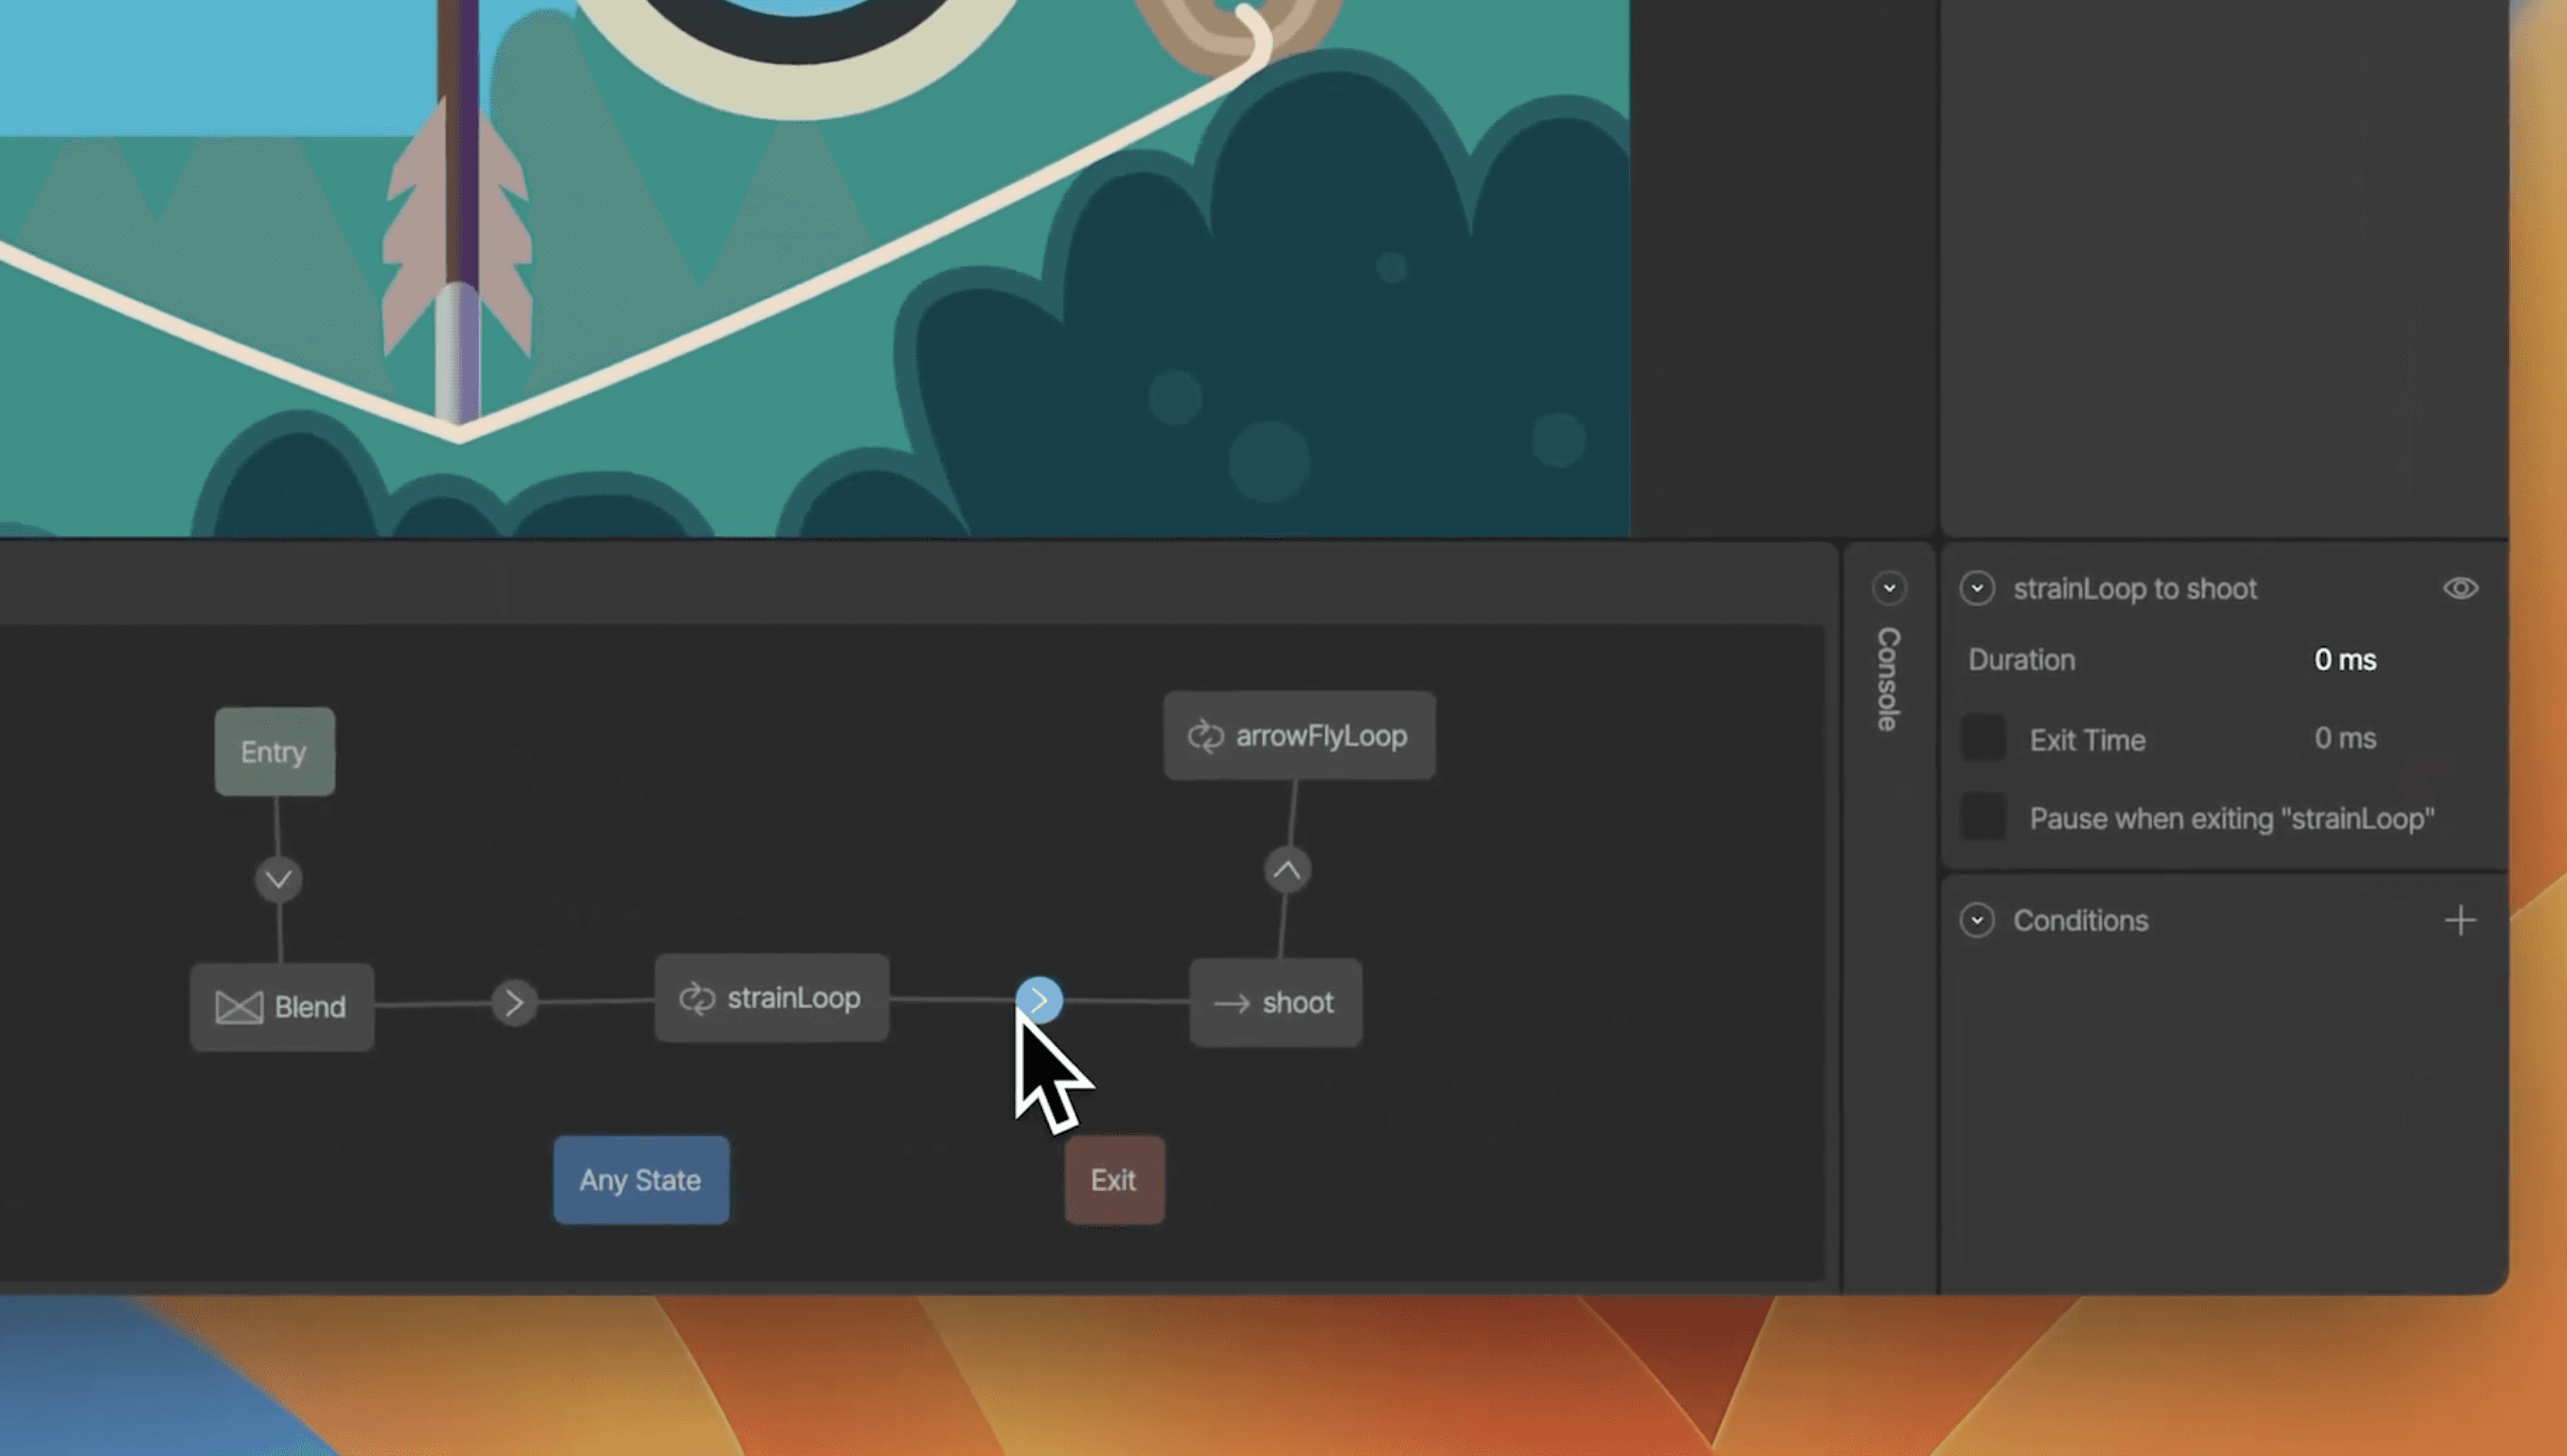 strainLoop to shoot
Duration 0 ms
Exit Time 0 ms
Pause when exiting "strainLoop"
Conditions
Console
Entry
arrowFlyLoop
Blend
strainLoop
shoot
Any State
Exit